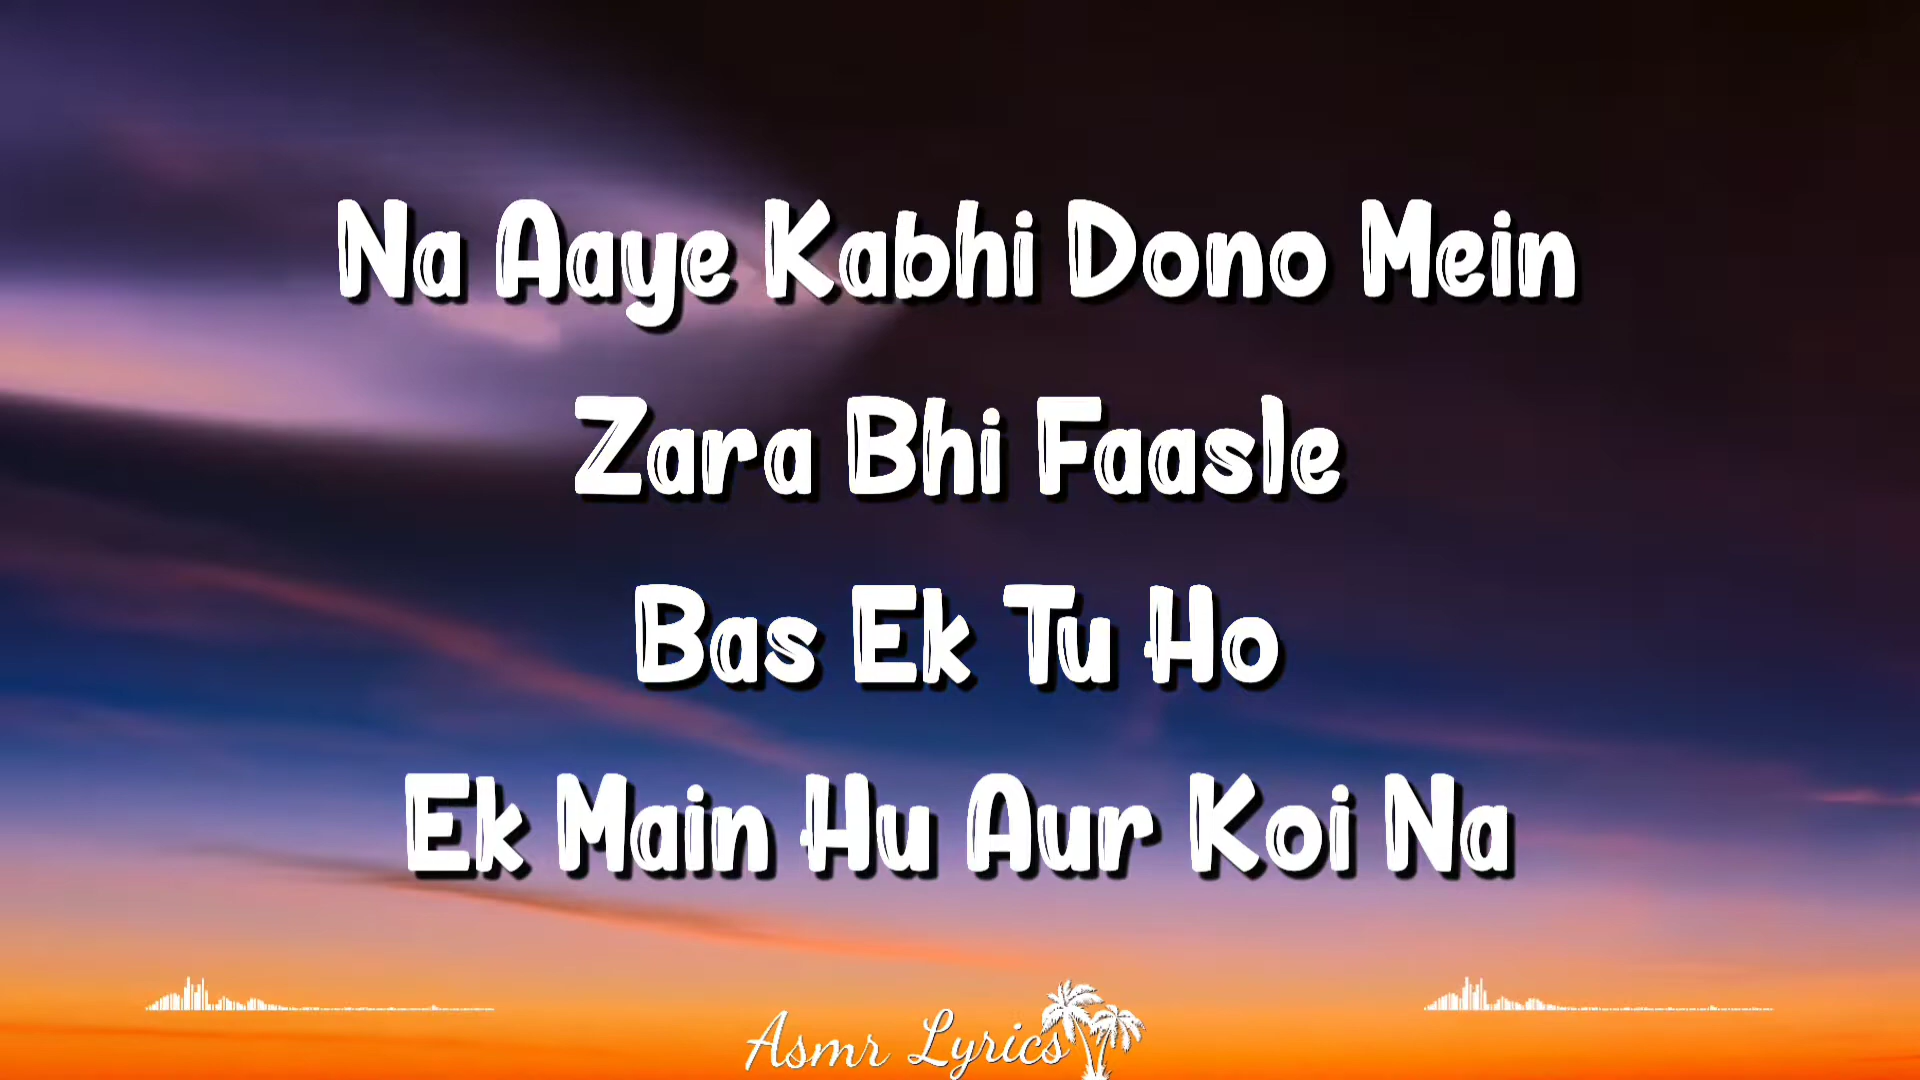 Na Aaye Kabhi Dono Mein
Zara Bhi Faasle
Bas Ek Tu Ho
Ek Main Hu Aur Koi Na
Asmr Lyrics